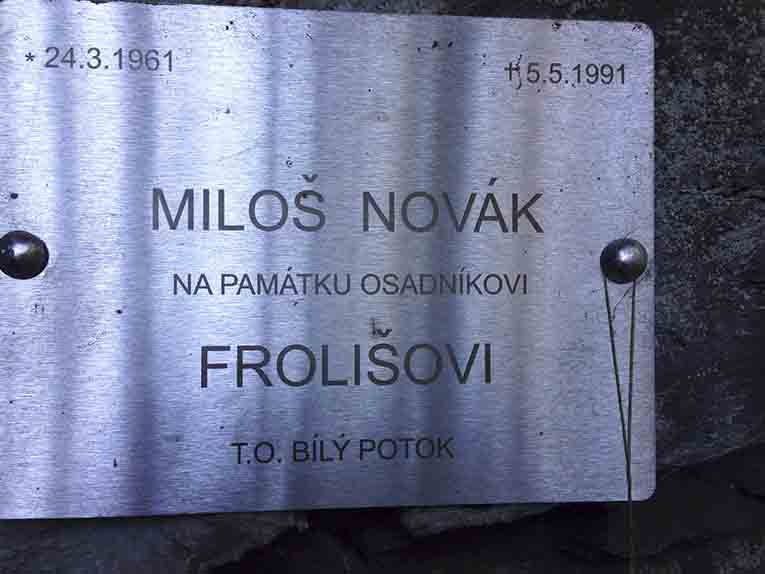 * 24.3.1961 † 5.5.1991
MILOŠ NOVÁK
NA PAMÁTKU OSADNÍKOVI
FROLIŠOVI
T.O. BÍLÝ POTOK